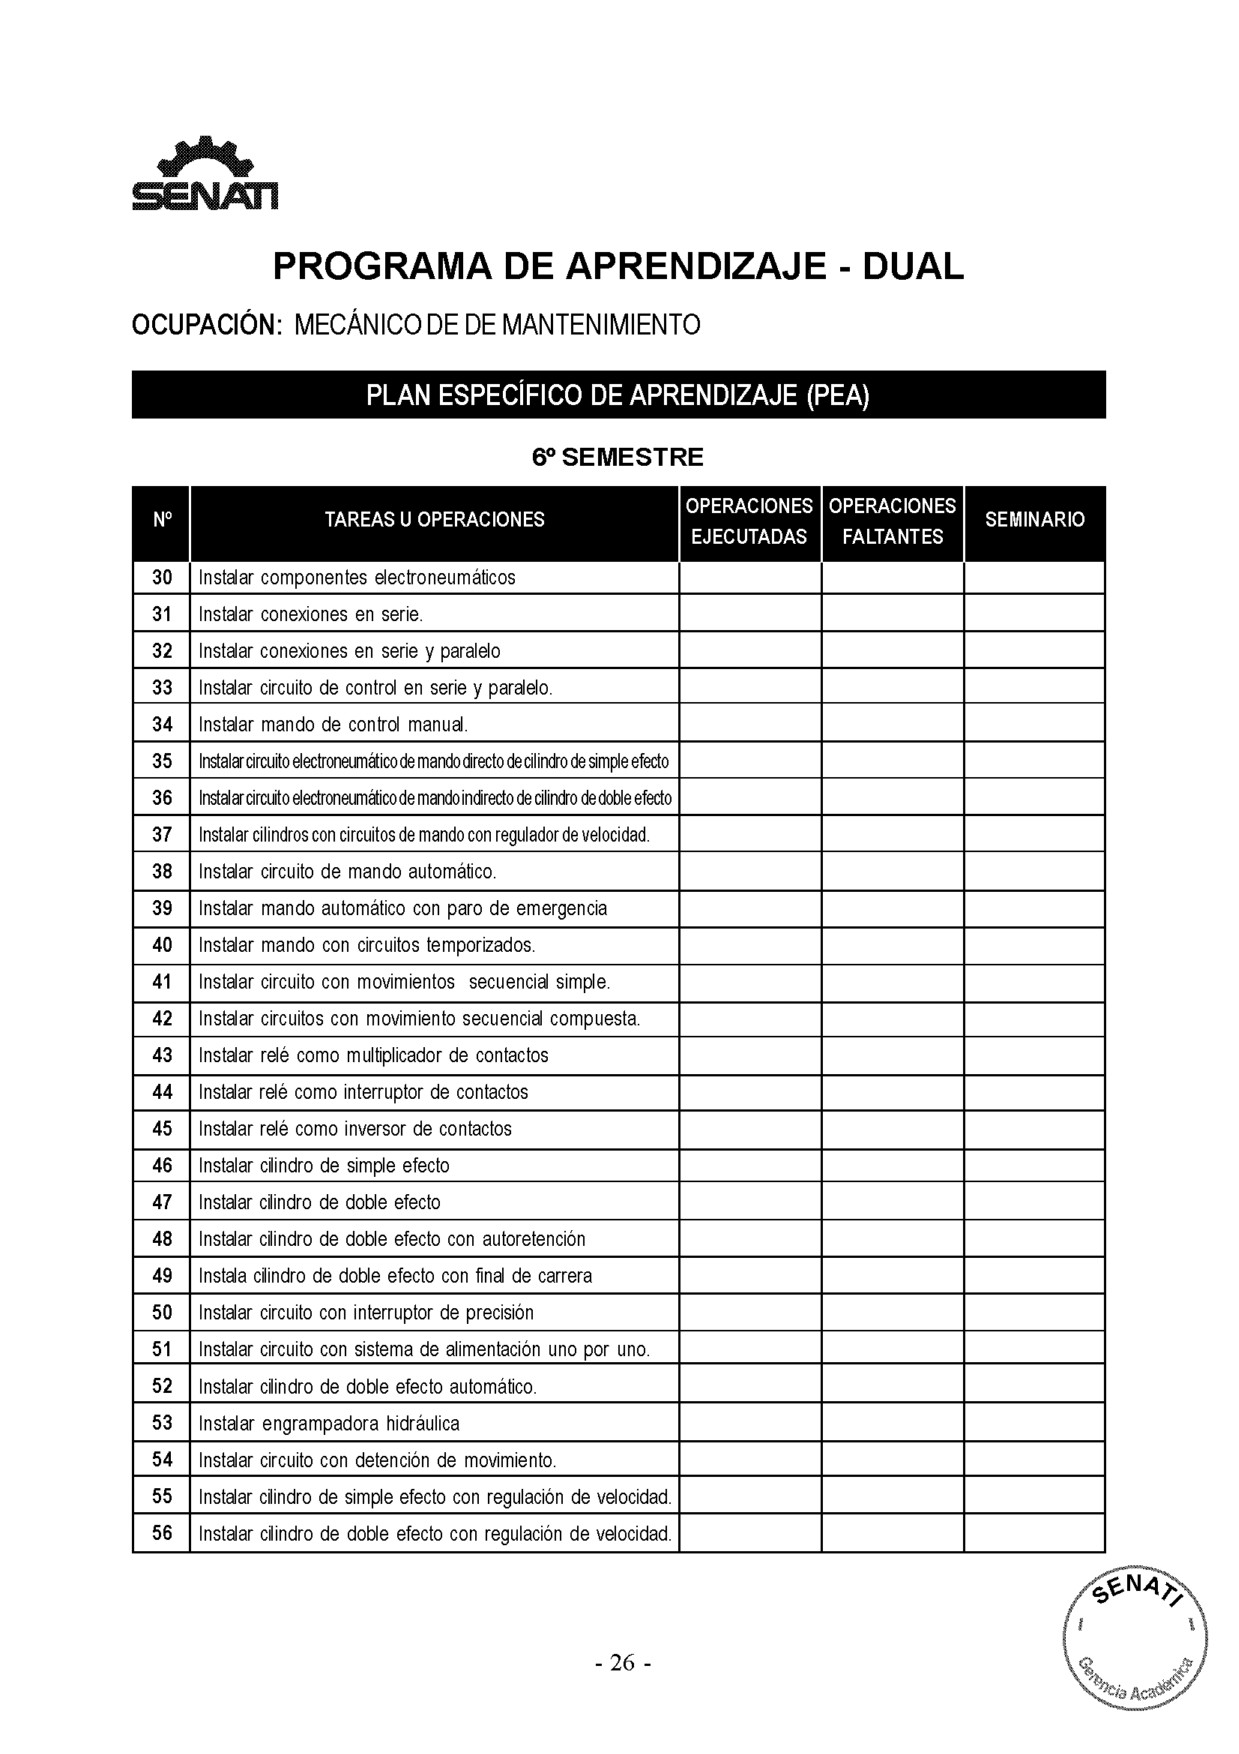 SENATI
PROGRAMA DE APRENDIZAJE - DUAL
OCUPACIÓN: MECÁNICO DE DE MANTENIMIENTO
PLAN ESPECÍFICO DE APRENDIZAJE (PEA)
6º SEMESTRE
Nº TAREAS U OPERACIONES OPERACIONES EJECUTADAS OPERACIONES FALTANTES SEMINARIO
30 Instalar componentes electroneumáticos
31 Instalar conexiones en serie.
32 Instalar conexiones en serie y paralelo
33 Instalar circuito de control en serie y paralelo.
34 Instalar mando de control manual.
35 Instalar circuito electroneumático de mando directo de cilindro de simple efecto
36 Instalar circuito electroneumático de mando indirecto de cilindro de doble efecto
37 Instalar cilindros con circuitos de mando con regulador de velocidad.
38 Instalar circuito de mando automático.
39 Instalar mando automático con paro de emergencia
40 Instalar mando con circuitos temporizados.
41 Instalar circuito con movimientos secuencial simple.
42 Instalar circuitos con movimiento secuencial compuesta.
43 Instalar relé como multiplicador de contactos
44 Instalar relé como interruptor de contactos
45 Instalar relé como inversor de contactos
46 Instalar cilindro de simple efecto
47 Instalar cilindro de doble efecto
48 Instalar cilindro de doble efecto con autoretención
49 Instala cilindro de doble efecto con final de carrera
50 Instalar circuito con interruptor de precisión
51 Instalar circuito con sistema de alimentación uno por uno.
52 Instalar cilindro de doble efecto automático.
53 Instalar engrampadora hidráulica
54 Instalar circuito con detención de movimiento.
55 Instalar cilindro de simple efecto con regulación de velocidad.
56 Instalar cilindro de doble efecto con regulación de velocidad.
SENATI
Gerencia Académica
- 26 -